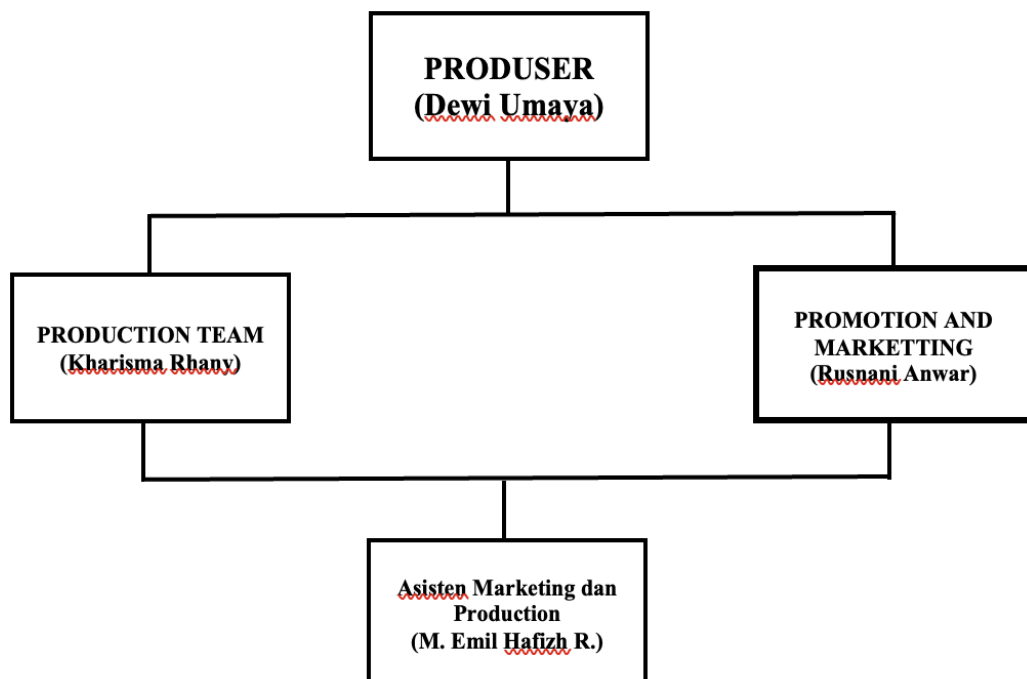 PRODUSER
(Dewi Umaya)
PRODUCTION TEAM
(Kharisma Rhany)
PROMOTION AND
MARKETTING
(Rusnani Anwar)
Asisten Marketing dan
Production
(M. Emil Hafizh R.)